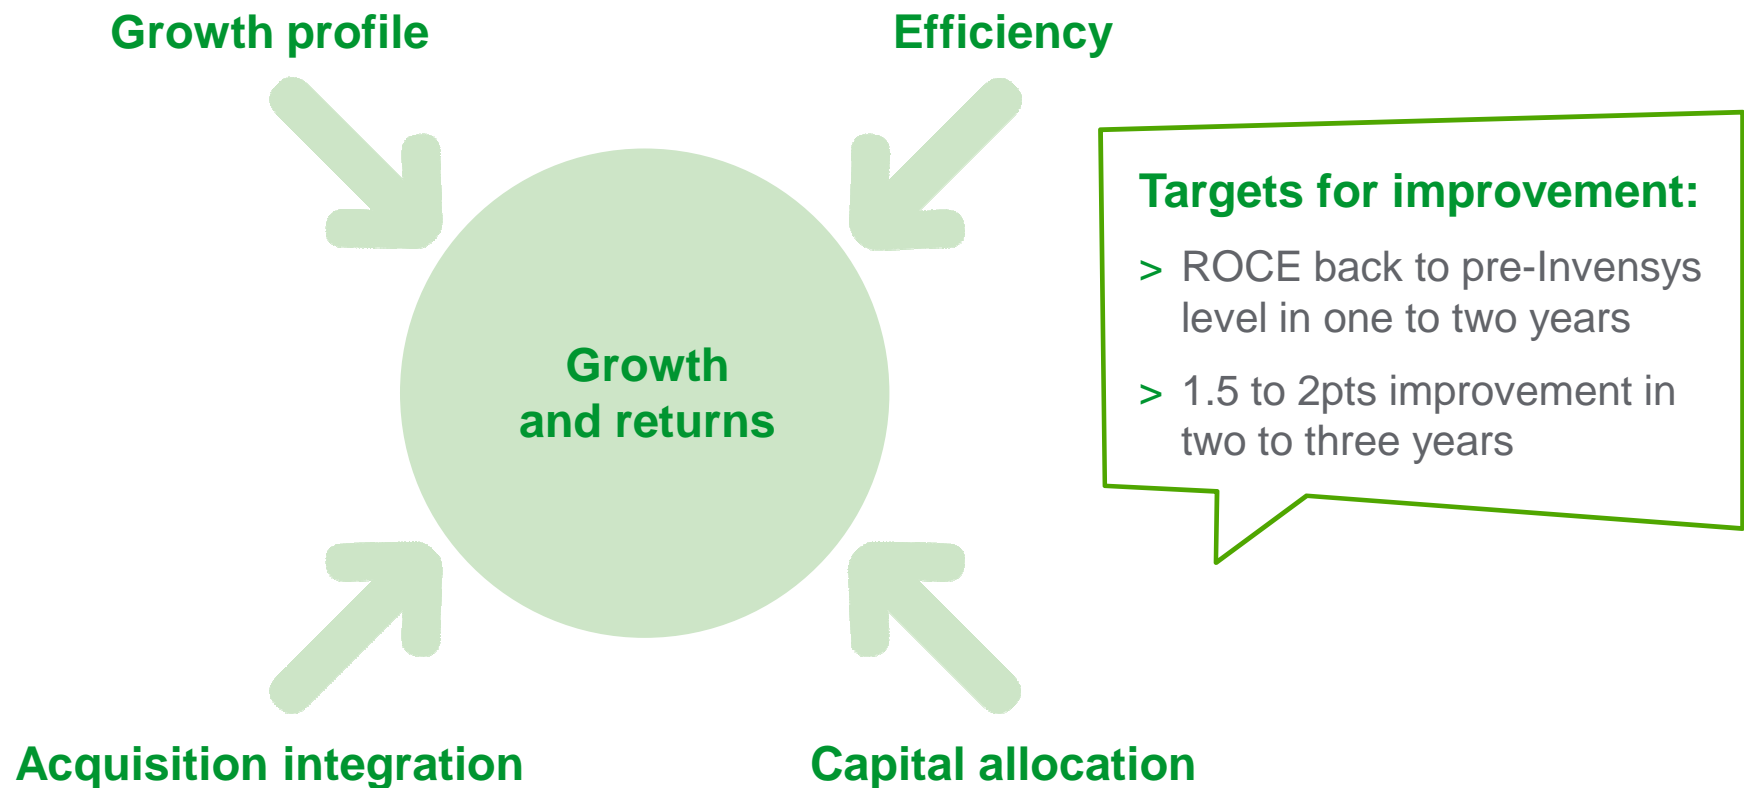 Growth profile
Efficiency
Targets for improvement:
> ROCE back to pre-Invensys
level in one to two years
> 1.5 to 2pts improvement in
two to three years
Growth
and returns
Acquisition integration
Capital allocation